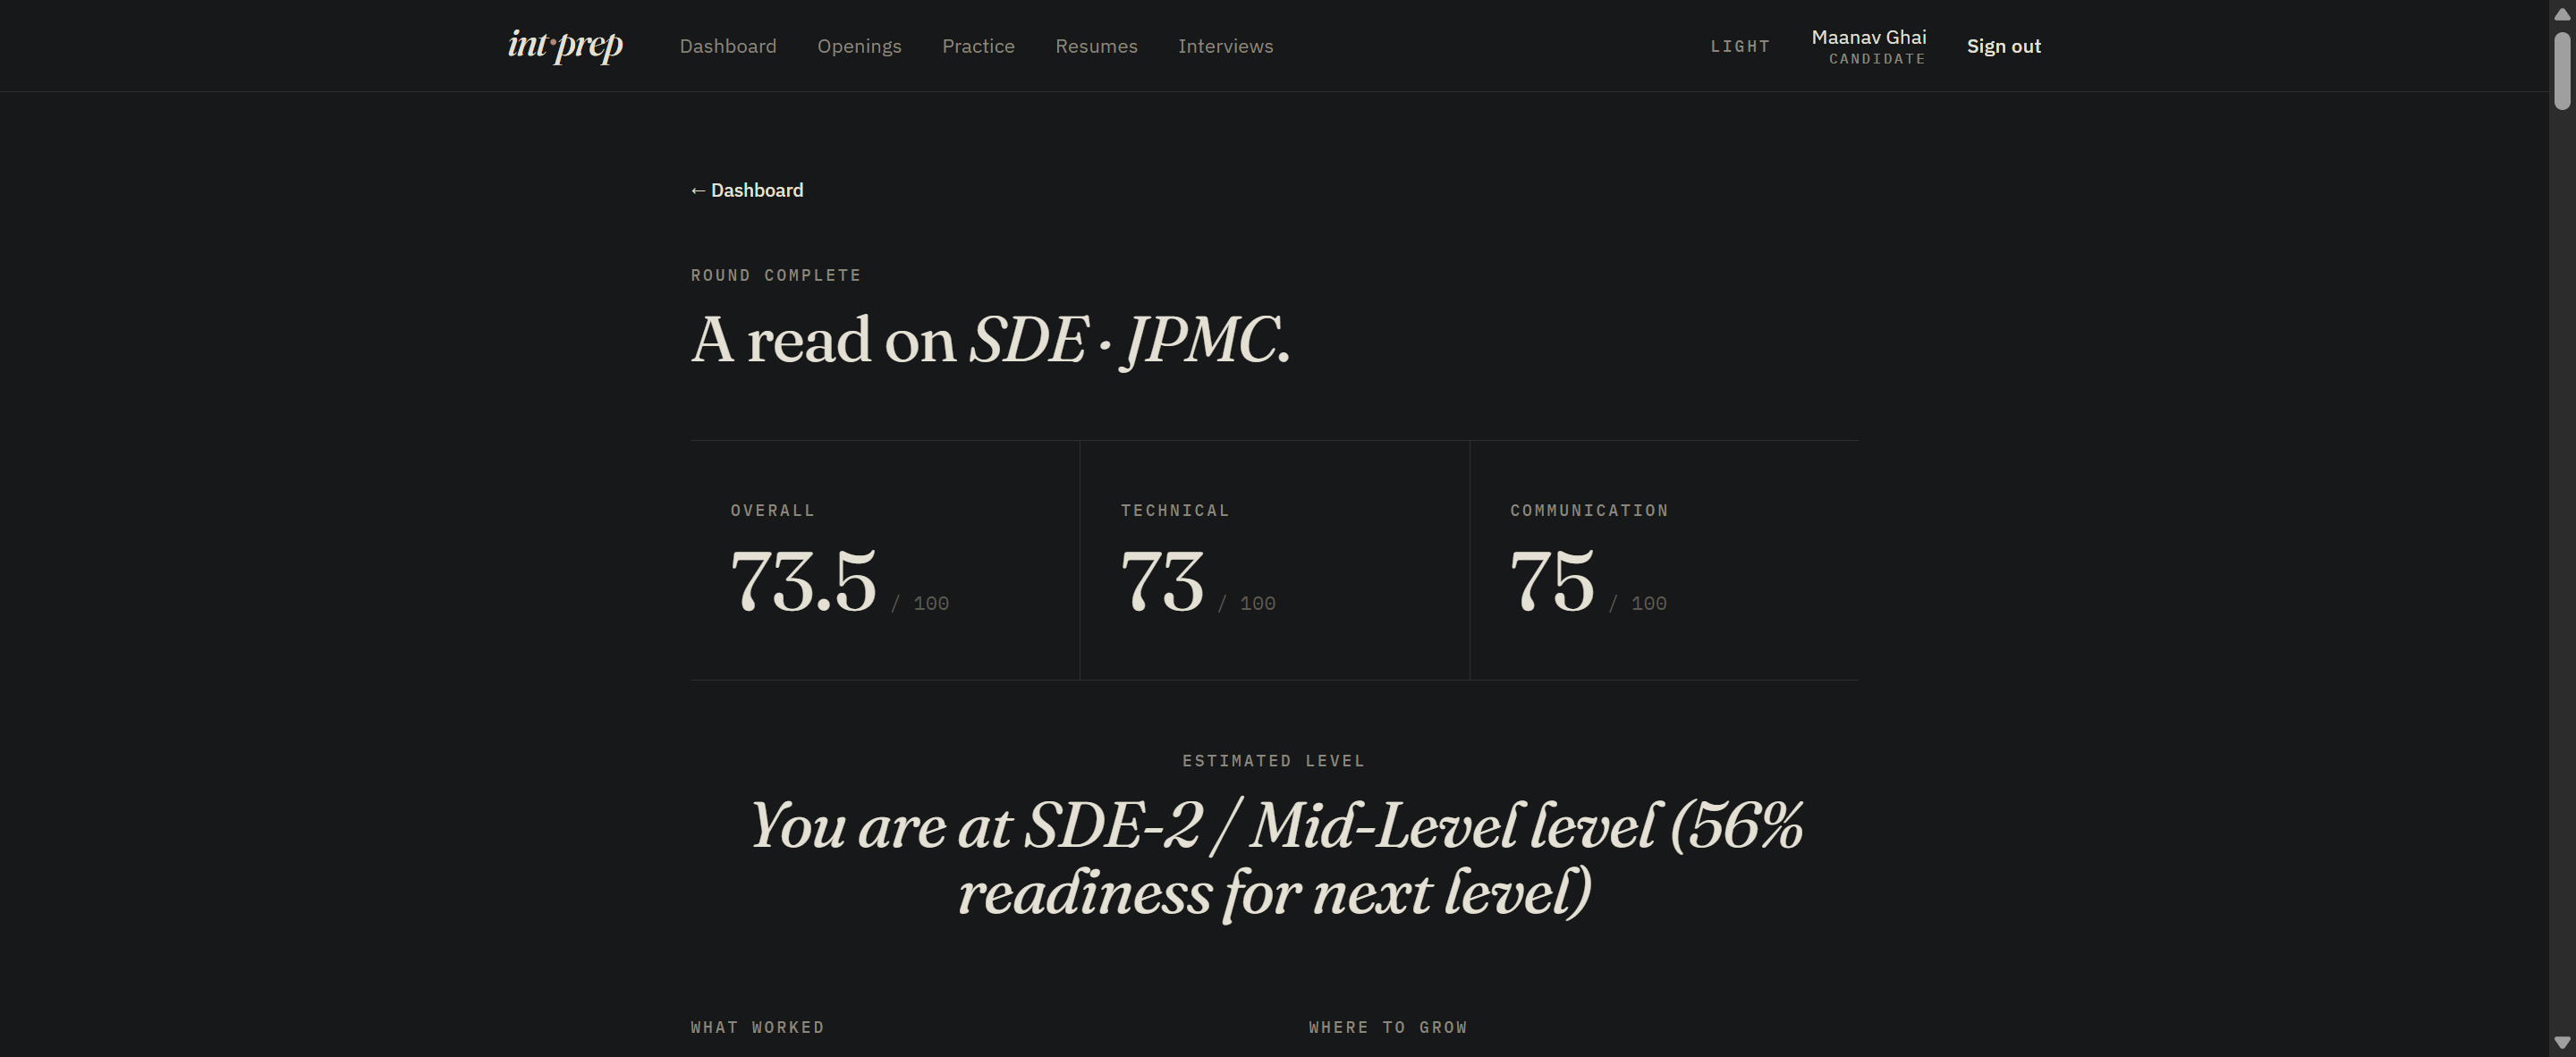 int·prep Dashboard Openings Practice Resumes Interviews LIGHT Maanav Ghai Sign out
CANDIDATE
← Dashboard
ROUND COMPLETE
A read on SDE · JPMC.
OVERALL TECHNICAL COMMUNICATION
73.5 / 100 73 / 100 75 / 100
ESTIMATED LEVEL
You are at SDE-2 / Mid-Level level (56%
readiness for next level)
WHAT WORKED WHERE TO GROW